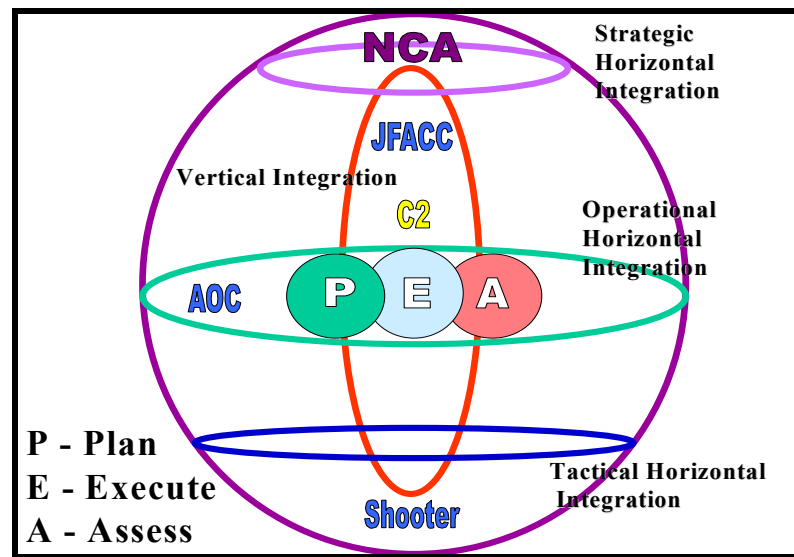 NCA
Strategic
Horizontal
Integration
JFACC
Vertical Integration
C2
Operational
Horizontal
Integration
AOC
P
E
A
P - Plan
E - Execute
A - Assess
Tactical Horizontal
Integration
Shooter